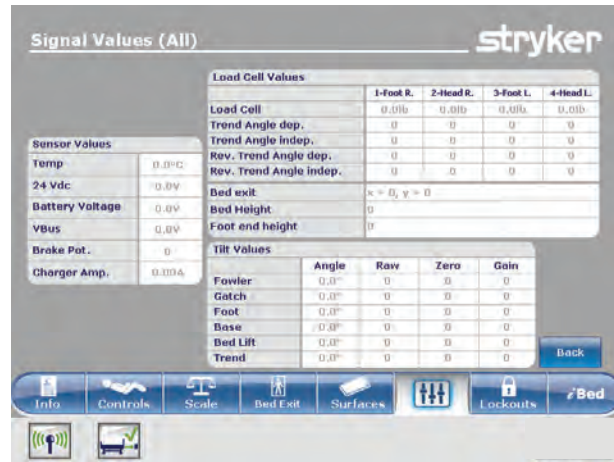 Signal Values (All)
stryker
Load Cell Values
1-Foot R. 2-Head R. 3-Foot L. 4-Head L.
Load Cell 0.0lb 0.0lb 0.0lb 0.0lb
Trend Angle dep. 0 0 0 0
Trend Angle indep. 0 0 0 0
Rev. Trend Angle dep. 0 0 0 0
Rev. Trend Angle indep. 0 0 0 0
Bed exit x = 0, y = 0
Bed Height 0
Foot end height 0
Sensor Values
Temp 0.0°C
24 Vdc 0.0V
Battery Voltage 0.0V
VBus 0.0V
Brake Pot. 0
Charger Amp. 0.00A
Tilt Values
Angle Raw Zero Gain
Fowler 0.0° 0 0 0
Gatch 0.0° 0 0 0
Foot 0.0° 0 0 0
Base 0.0° 0 0 0
Bed Lift 0.0° 0 0 0
Trend 0.0° 0 0 0
Back
Info Controls Scale Bed Exit Surfaces Lockouts iBed